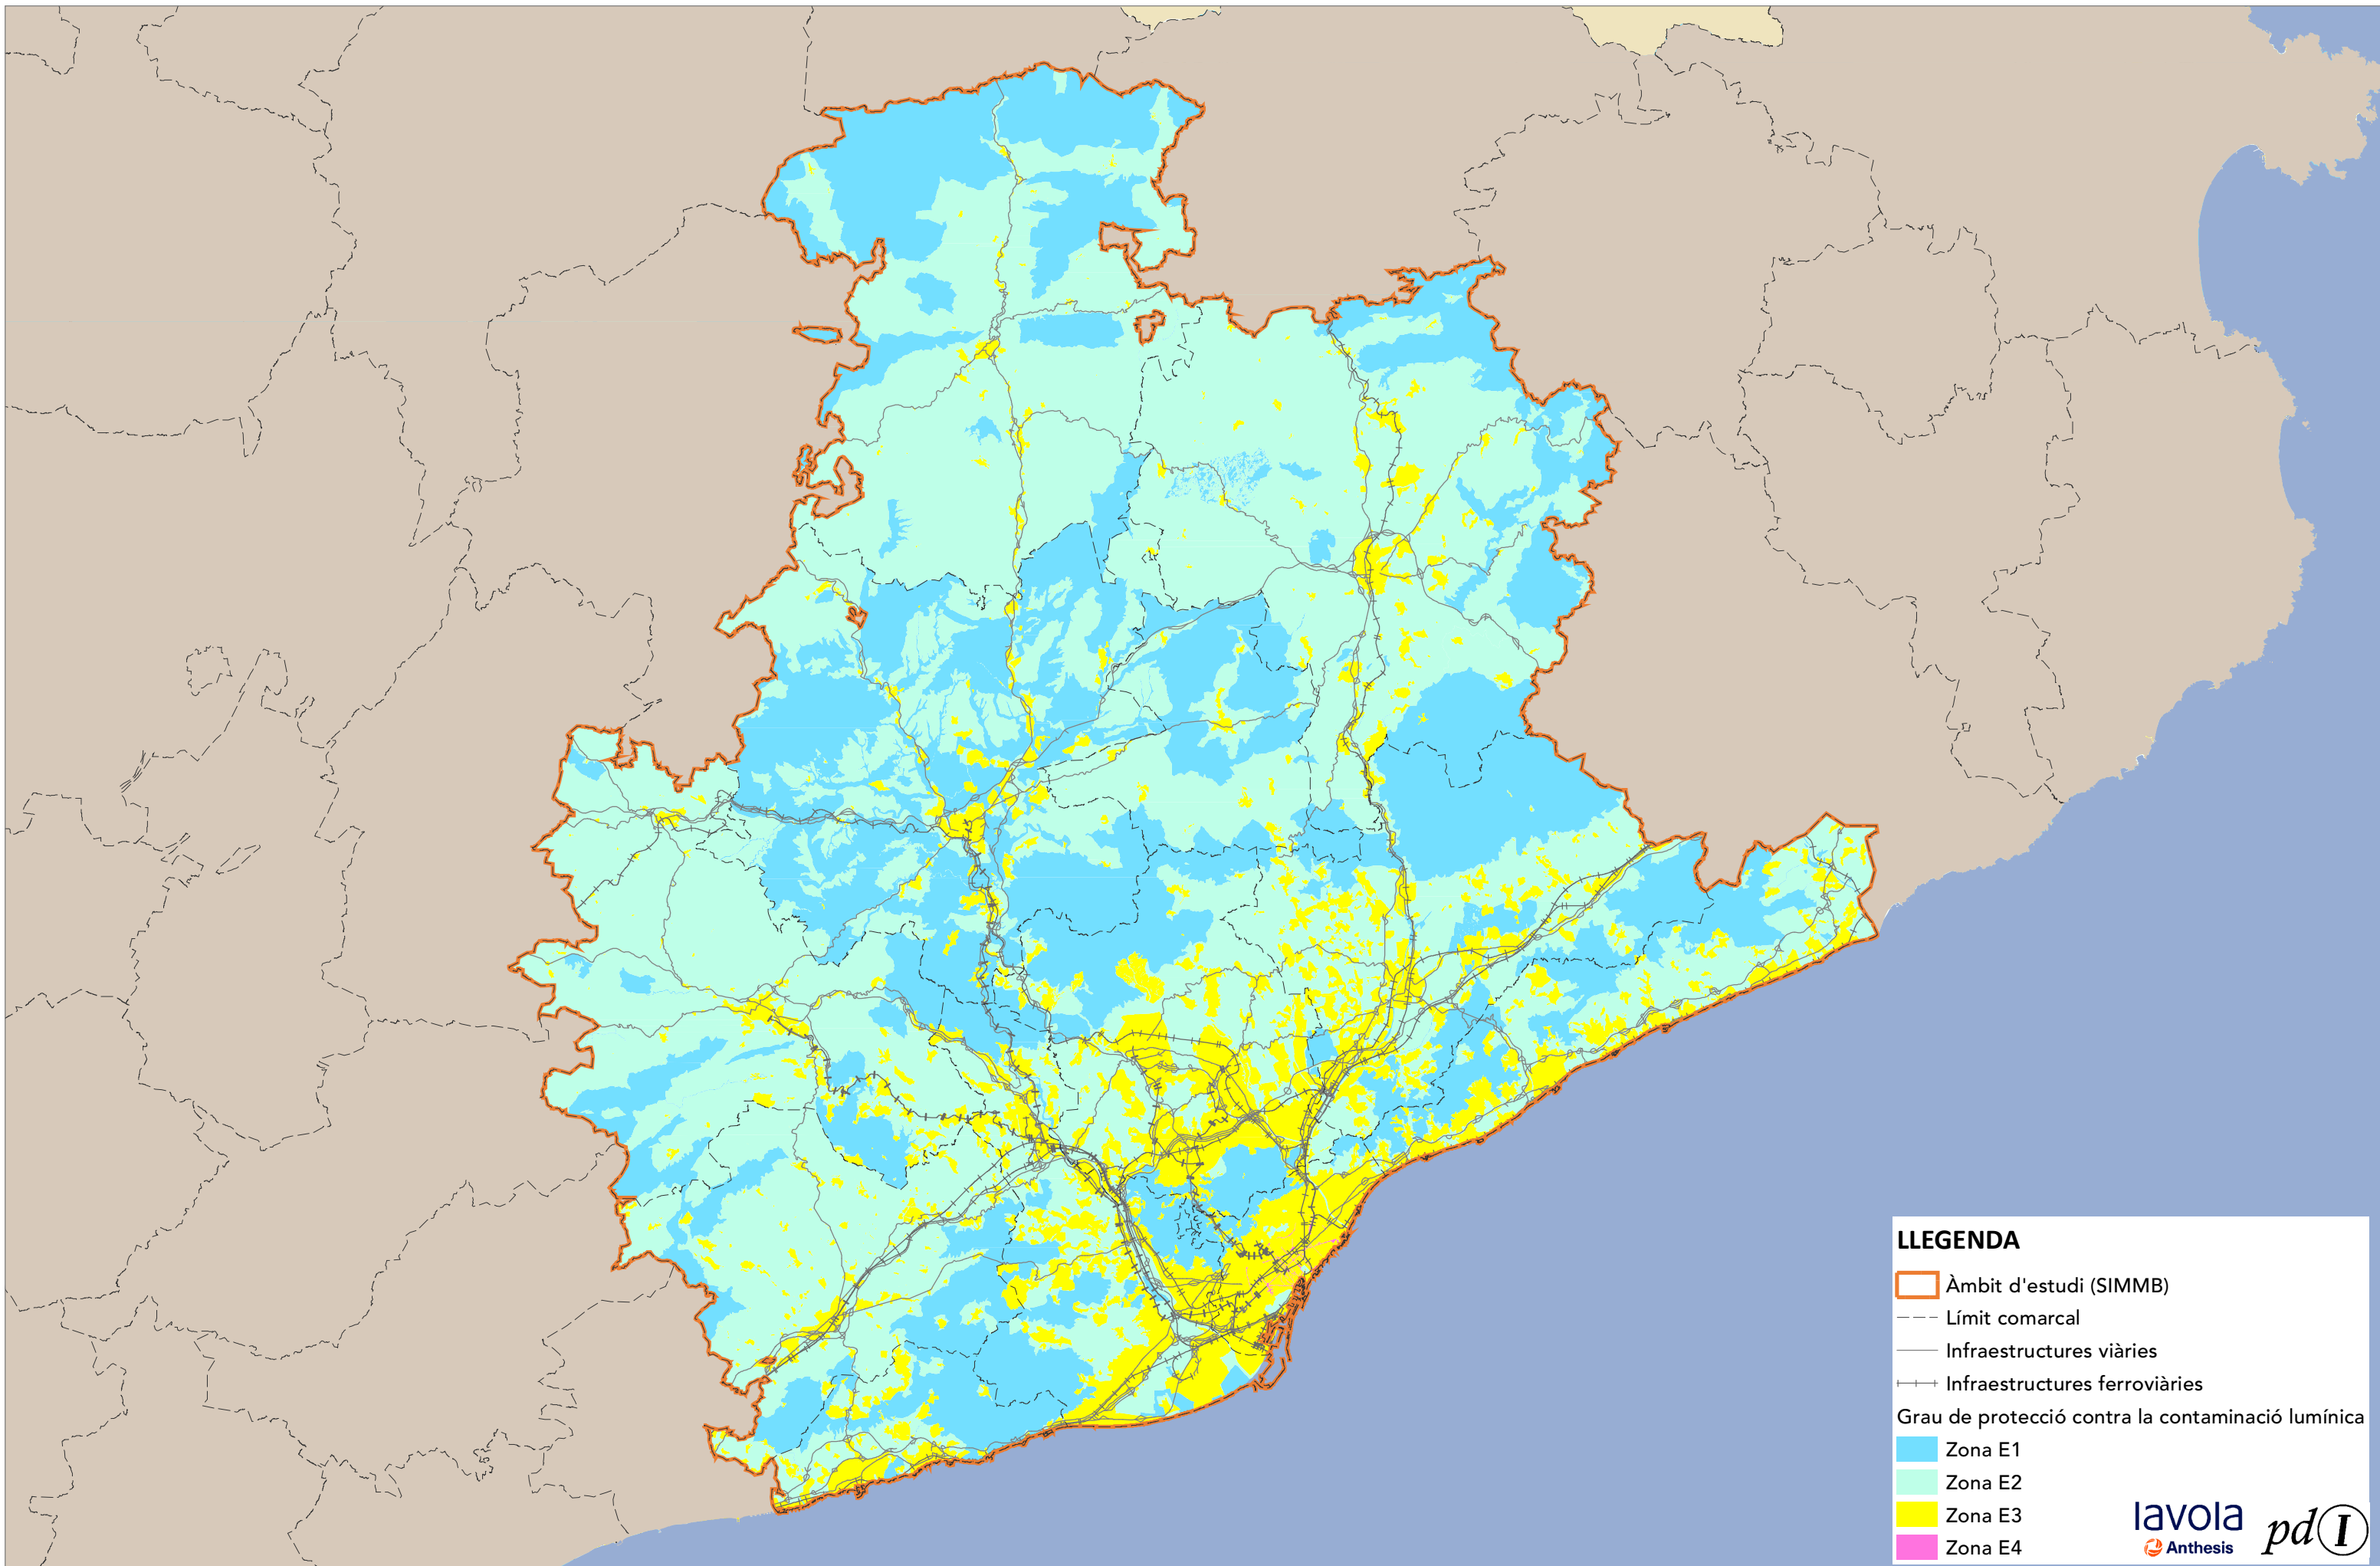 LLEGENDA
Àmbit d'estudi (SIMMB)
Límit comarcal
Infraestructures viàries
Infraestructures ferroviàries
Grau de protecció contra la contaminació lumínica
Zona E1
Zona E2
Zona E3
Zona E4
lavola
Anthesis
pdI